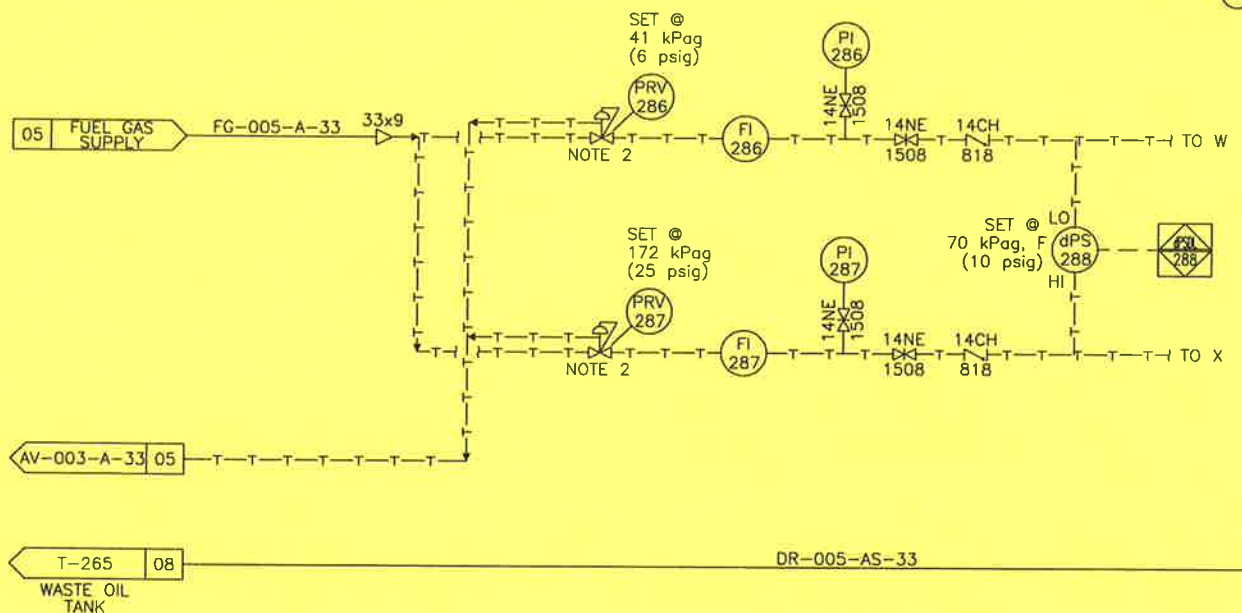 SET @
41 kPag
(6 psig)
PRV
286
NOTE 2
PI
286
14NE
1508
05
FUEL GAS
SUPPLY
FG-005-A-33
33x9
FI
286
14NE
1508
14CH
818
TO W
SET @
70 kPag, F
(10 psig)
LO
dPS
288
HI
288
SET @
172 kPag
(25 psig)
PRV
287
NOTE 2
PI
287
14NE
1508
FI
287
14NE
1508
14CH
818
TO X
AV-003-A-33
05
T-265
08
WASTE OIL
TANK
DR-005-AS-33